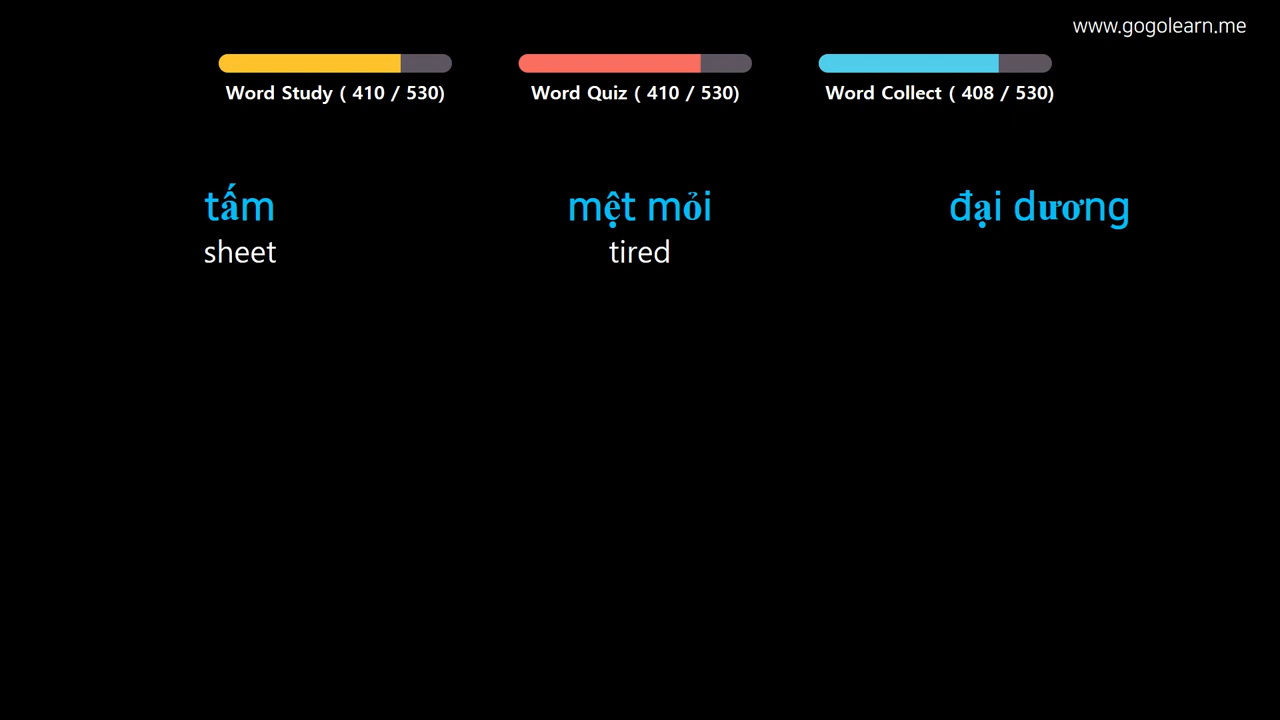 www.gogolearn.me
Word Study ( 410 / 530)
Word Quiz ( 410 / 530)
Word Collect ( 408 / 530)
tấm
sheet
mệt mỏi
tired
đại dương